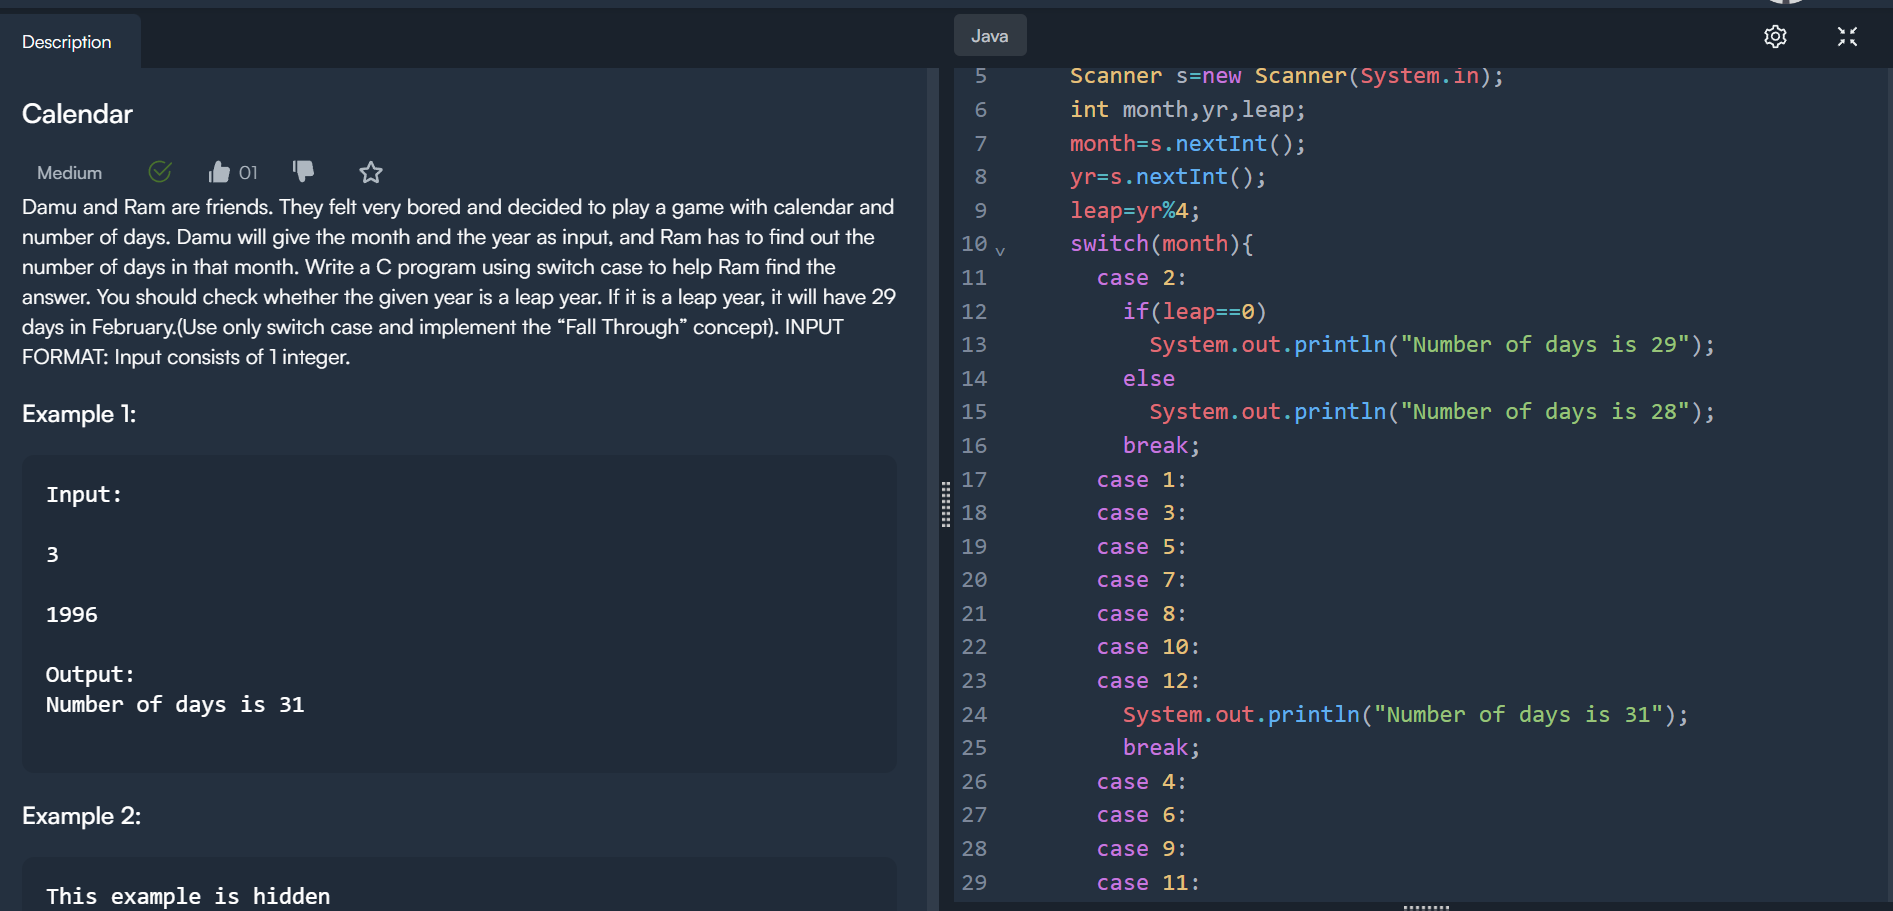 Description
Calendar
Medium
01
Damu and Ram are friends. They felt very bored and decided to play a game with calendar and
number of days. Damu will give the month and the year as input, and Ram has to find out the
number of days in that month. Write a C program using switch case to help Ram find the
answer. You should check whether the given year is a leap year. If it is a leap year, it will have 29
days in February.(Use only switch case and implement the “Fall Through” concept). INPUT
FORMAT: Input consists of 1 integer.
Example 1:
Input:
3
1996
Output:
Number of days is 31
Example 2:
This example is hidden
Java
5 Scanner s=new Scanner(System.in);
6 int month,yr,leap;
7 month=s.nextInt();
8 yr=s.nextInt();
9 leap=yr%4;
10 switch(month){
11 case 2:
12 if(leap==0)
13 System.out.println("Number of days is 29");
14 else
15 System.out.println("Number of days is 28");
16 break;
17 case 1:
18 case 3:
19 case 5:
20 case 7:
21 case 8:
22 case 10:
23 case 12:
24 System.out.println("Number of days is 31");
25 break;
26 case 4:
27 case 6:
28 case 9:
29 case 11: